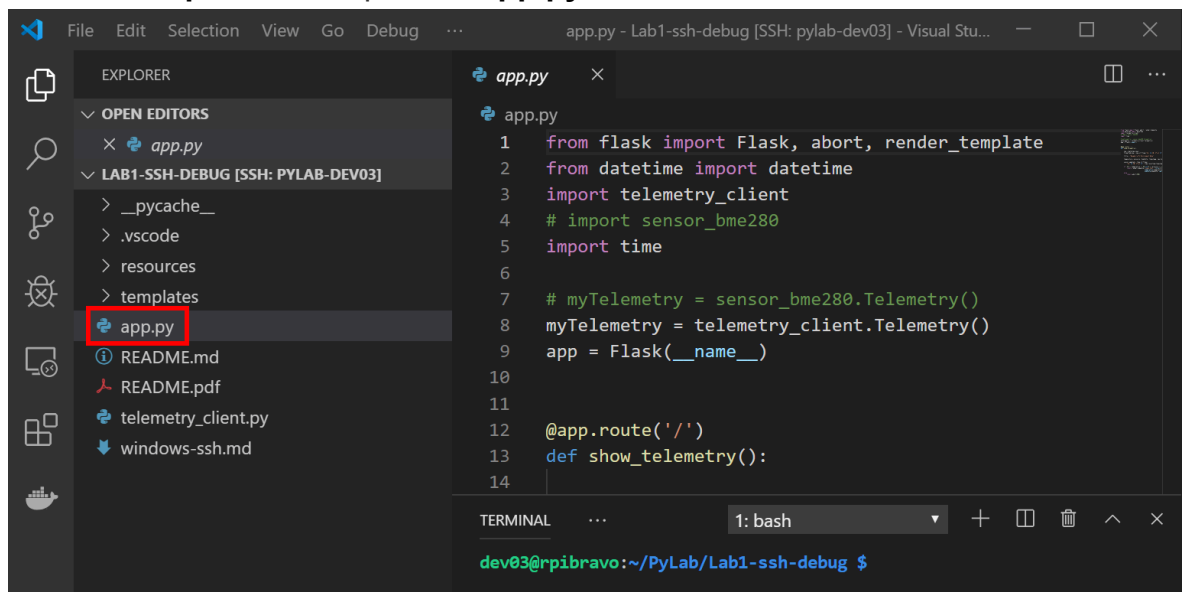 File Edit Selection View Go Debug ··· app.py - Lab1-ssh-debug [SSH: pylab-dev03] - Visual Stu...
EXPLORER
OPEN EDITORS
app.py
LAB1-SSH-DEBUG [SSH: PYLAB-DEV03]
__pycache__
.vscode
resources
templates
app.py
README.md
README.pdf
telemetry_client.py
windows-ssh.md
app.py
app.py
1 from flask import Flask, abort, render_template
2 from datetime import datetime
3 import telemetry_client
4 # import sensor_bme280
5 import time
6
7 # myTelemetry = sensor_bme280.Telemetry()
8 myTelemetry = telemetry_client.Telemetry()
9 app = Flask(__name__)
10
11
12 @app.route('/')
13 def show_telemetry():
14
TERMINAL ··· 1: bash
dev03@rpibravo:~/PyLab/Lab1-ssh-debug $